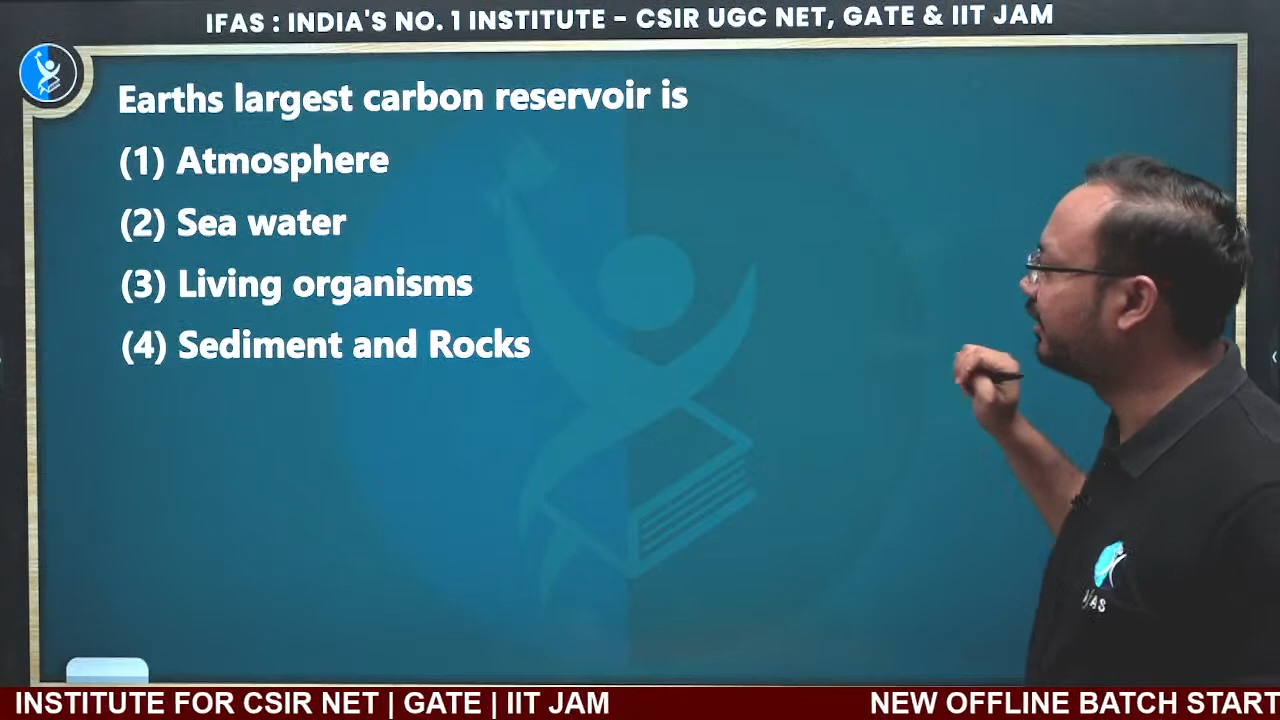 IFAS : INDIA'S NO. 1 INSTITUTE – CSIR UGC NET, GATE & IIT JAM
Earths largest carbon reservoir is
(1) Atmosphere
(2) Sea water
(3) Living organisms
(4) Sediment and Rocks
IFAS
INSTITUTE FOR CSIR NET | GATE | IIT JAM
NEW OFFLINE BATCH START